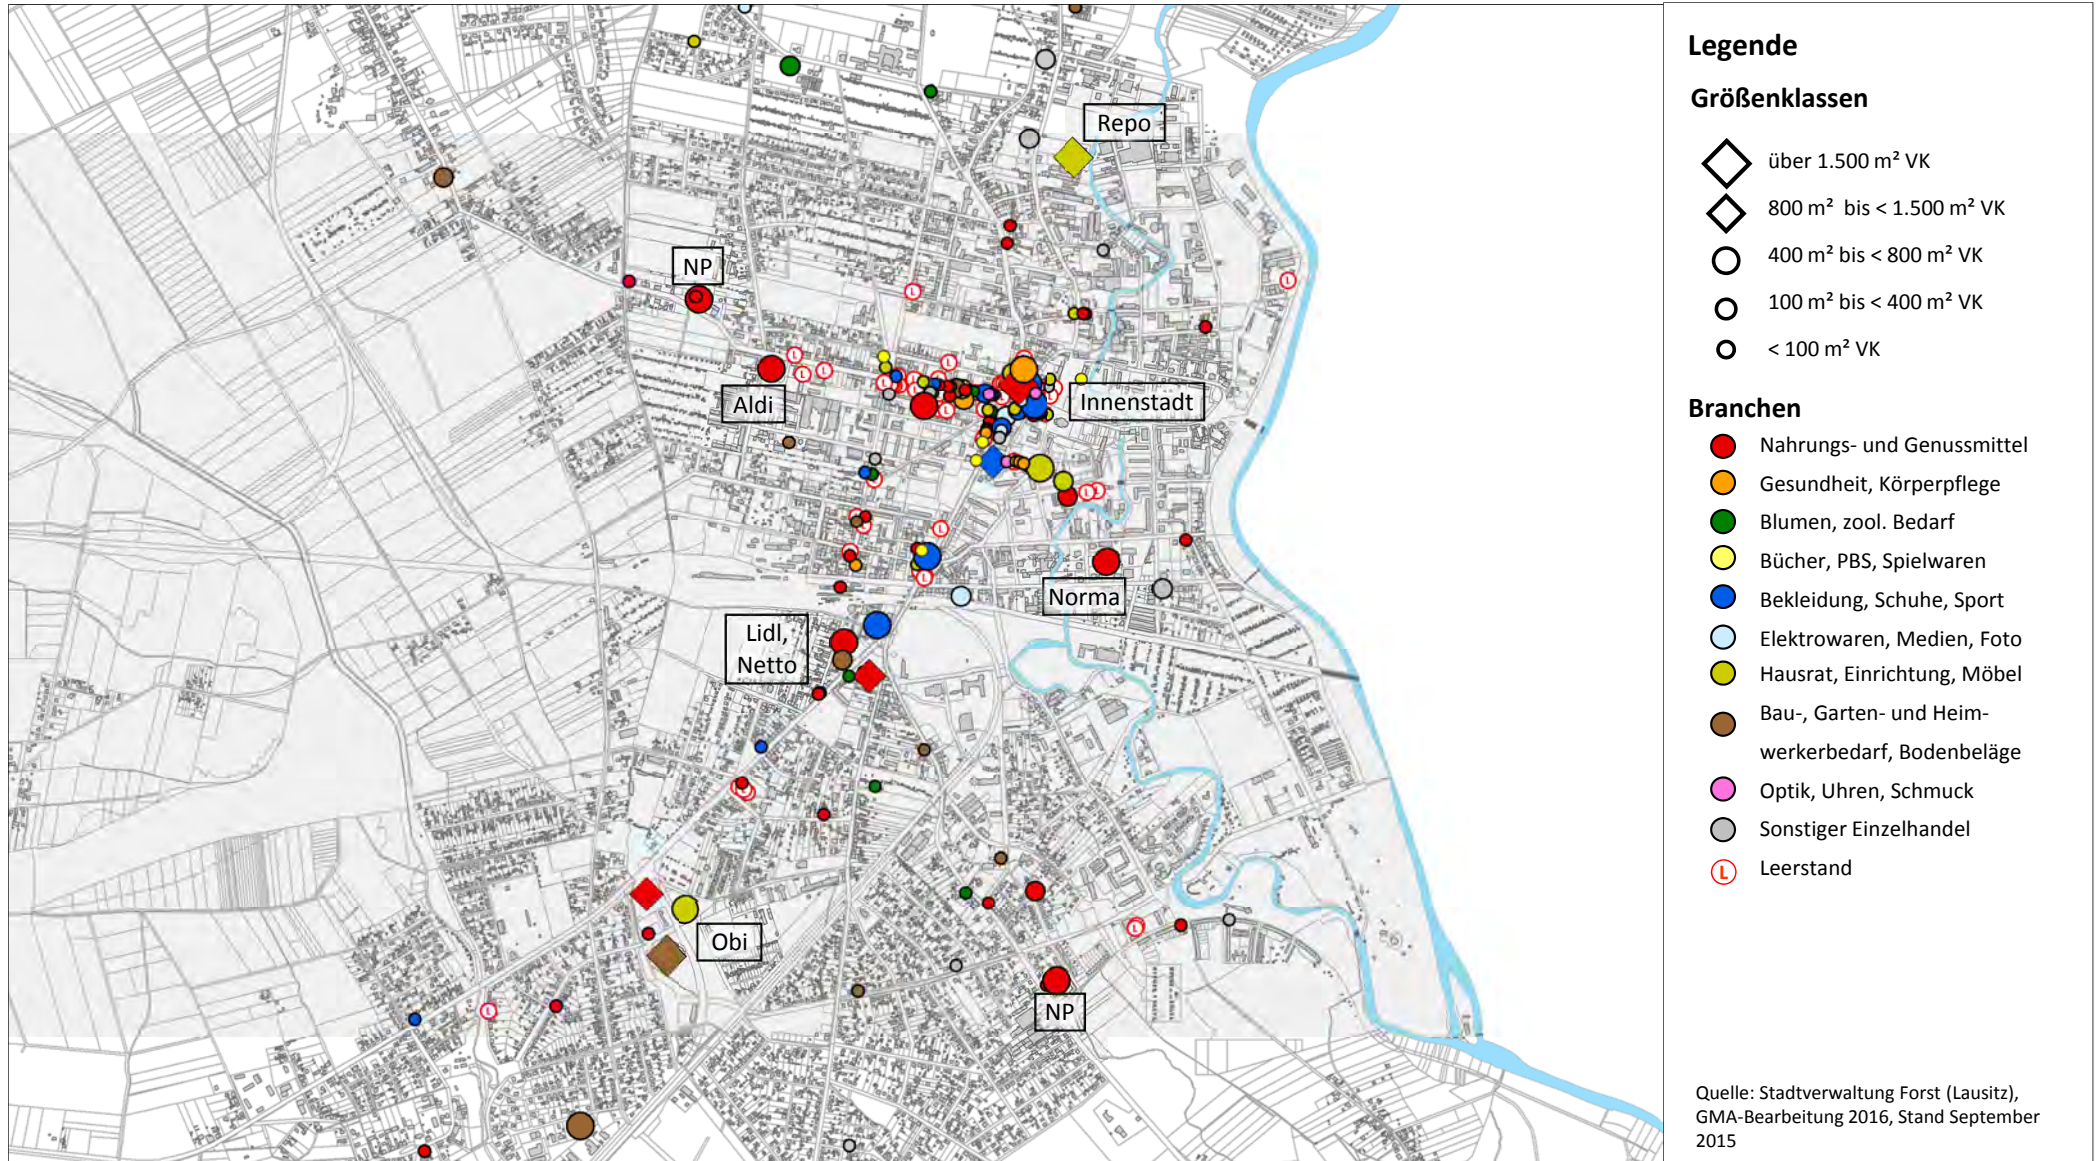 Repo
NP
Aldi
Innenstadt
Norma
Lidl,
Netto
Obi
NP
Legende
Größenklassen
über 1.500 m² VK
800 m² bis < 1.500 m² VK
400 m² bis < 800 m² VK
100 m² bis < 400 m² VK
< 100 m² VK
Branchen
Nahrungs- und Genussmittel
Gesundheit, Körperpflege
Blumen, zool. Bedarf
Bücher, PBS, Spielwaren
Bekleidung, Schuhe, Sport
Elektrowaren, Medien, Foto
Hausrat, Einrichtung, Möbel
Bau-, Garten- und Heim-
werkerbedarf, Bodenbeläge
Optik, Uhren, Schmuck
Sonstiger Einzelhandel
L Leerstand
Quelle: Stadtverwaltung Forst (Lausitz),
GMA-Bearbeitung 2016, Stand September
2015